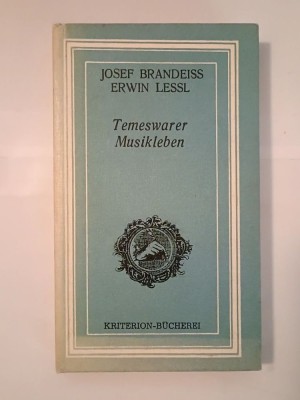 JOSEF BRANDEISS
ERWIN LESSL
Temeswarer
Musikleben
KRITERION-BÜCHEREI